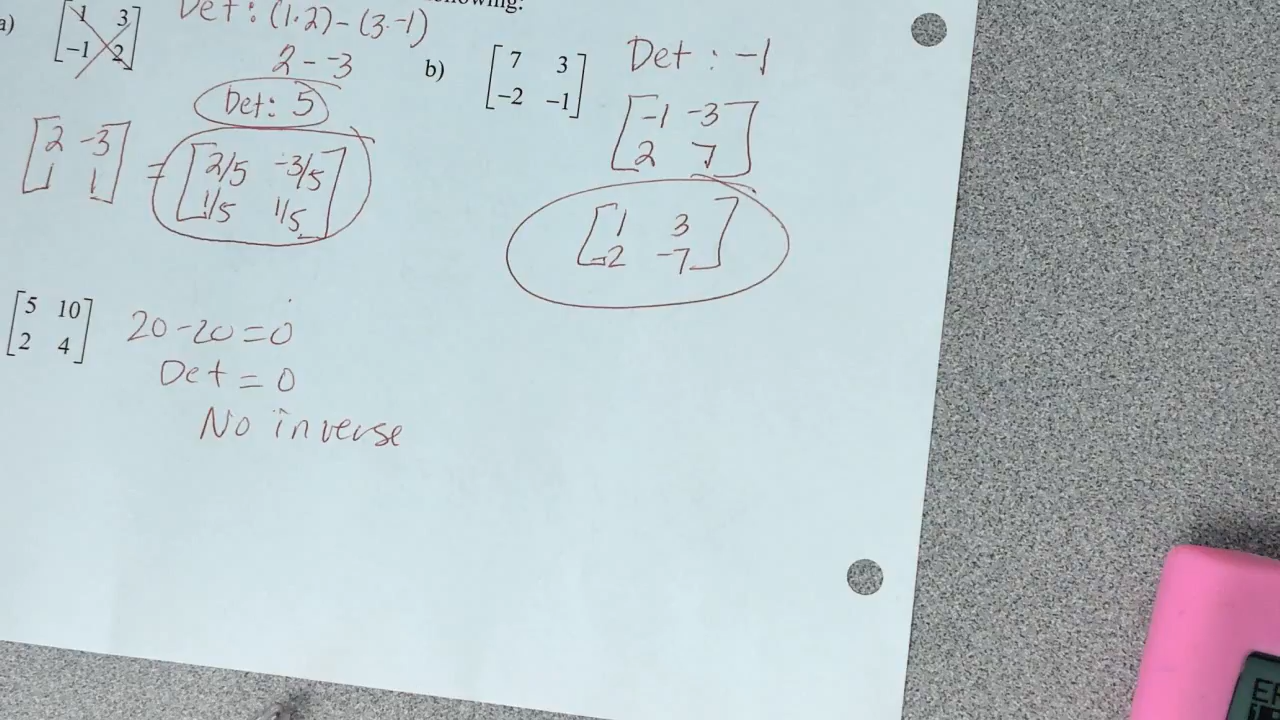 lowing:
a) [1 3] Det: (1·2) - (3·-1)
[-1 2] 2 - -3
Det: 5
[2 -3] = [2/5 -3/5]
[1 1] [1/5 1/5]
b) [7 3] Det: -1
[-2 -1]
[-1 -3]
[2 7]
[1 3]
[-2 -7]
[5 10] 20 - 20 = 0
[2 4] Det = 0
No inverse